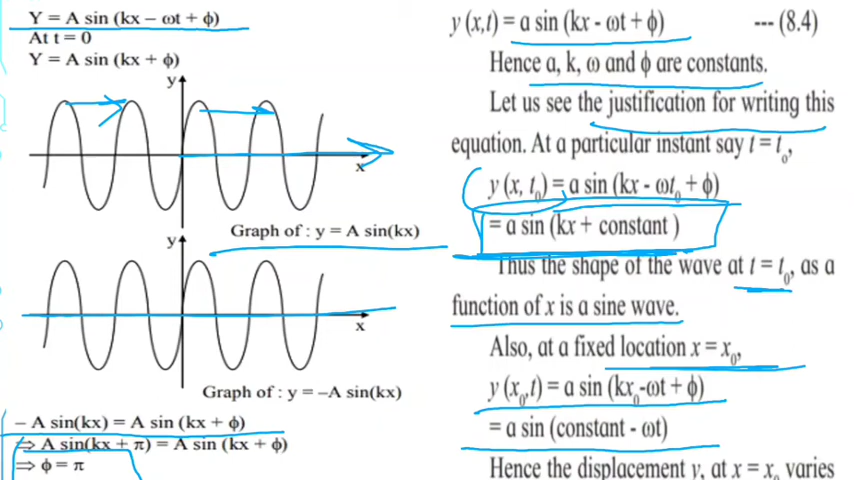 Y = A sin (kx – ωt + ϕ)
At t = 0
Y = A sin (kx + ϕ)
y
x
Graph of : y = A sin(kx)
y
x
Graph of : y = –A sin(kx)
– A sin(kx) = A sin (kx + ϕ)
⇒ A sin(kx + π) = A sin (kx + ϕ)
⇒ ϕ = π
y (x,t) = a sin (kx - ωt + ϕ) --- (8.4)
Hence a, k, ω and ϕ are constants.
Let us see the justification for writing this
equation. At a particular instant say t = t₀,
y (x, t₀) = a sin (kx - ωt₀ + ϕ)
= a sin (kx + constant )
Thus the shape of the wave at t = t₀, as a
function of x is a sine wave.
Also, at a fixed location x = x₀,
y (x₀,t) = a sin (kx₀ -ωt + ϕ)
= a sin (constant - ωt)
Hence the displacement y, at x = x₀ varies